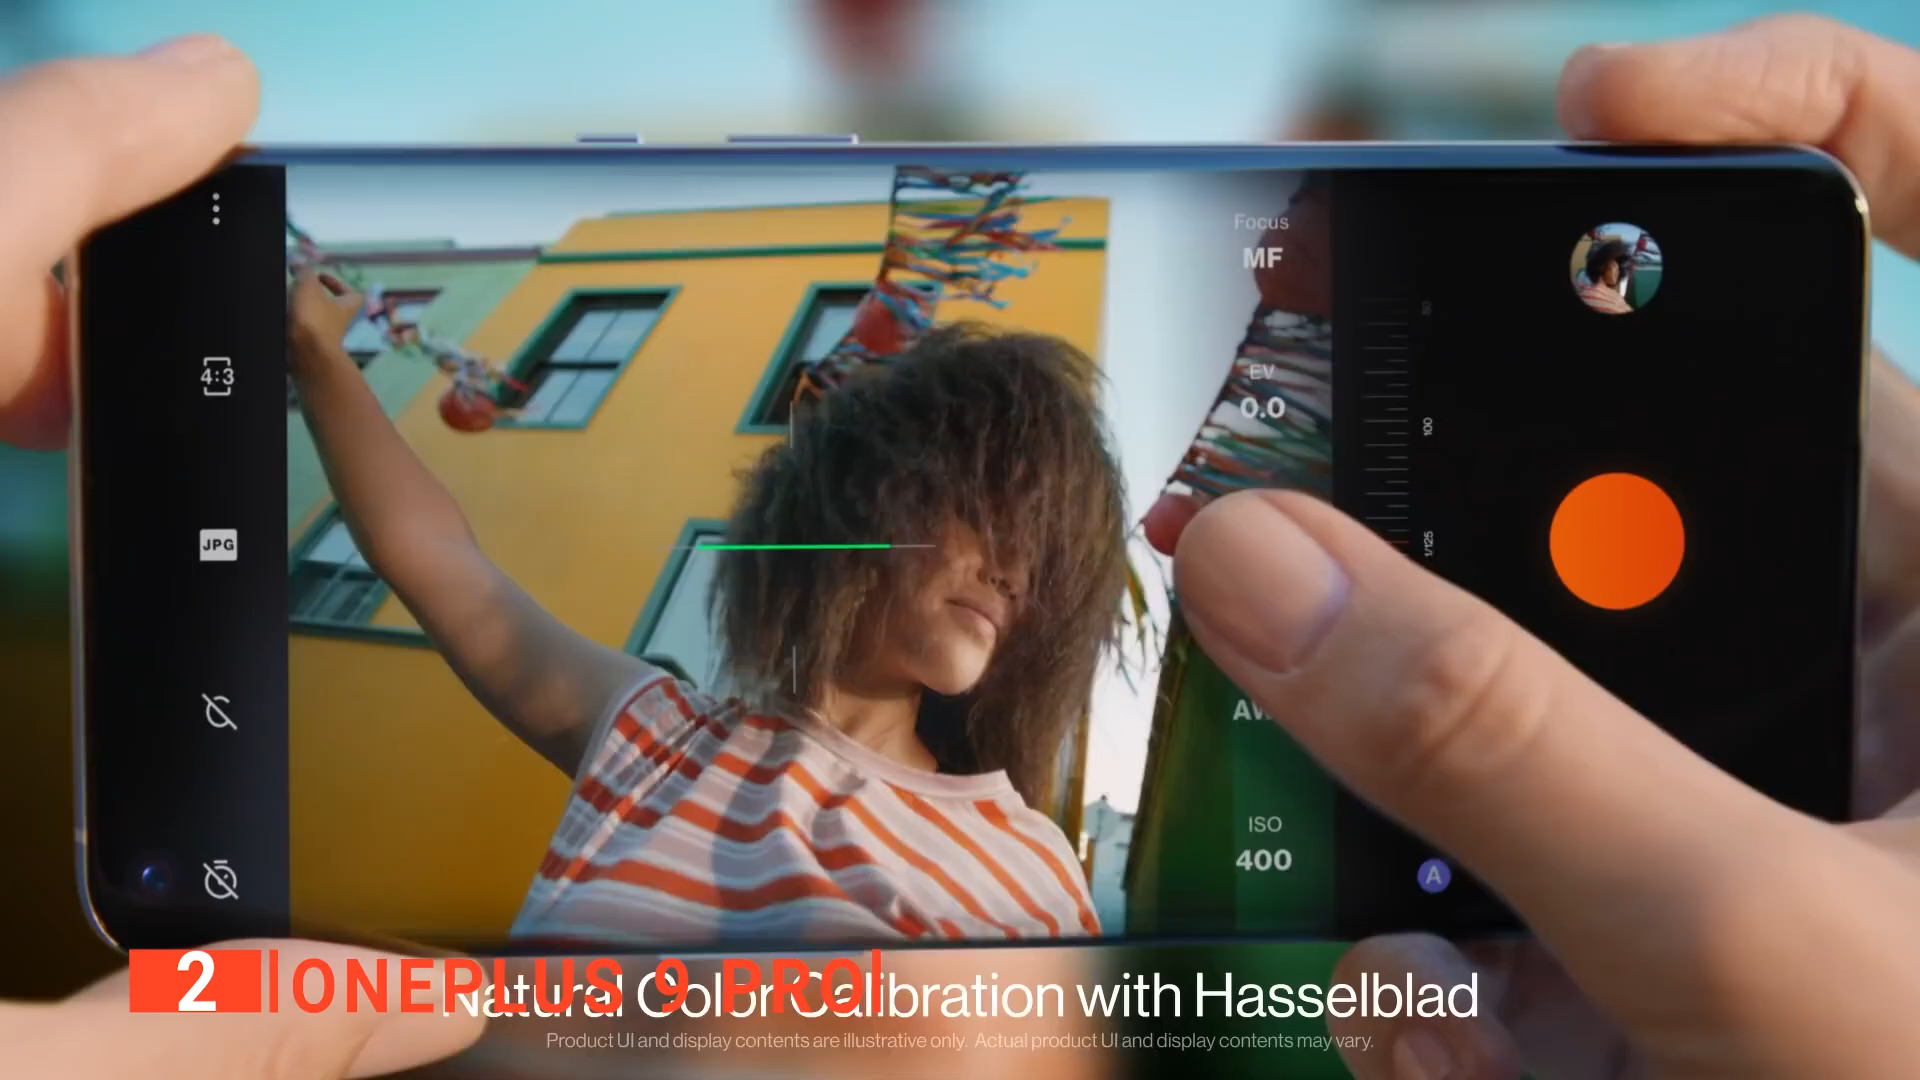 Focus
MF
4:3
EV
0.0
50
100
JPG
1/125
AW
ISO
400
A
2 ONEPLUS 9 PRO
Natural Color Calibration with Hasselblad
Product UI and display contents are illustrative only. Actual product UI and display contents may vary.